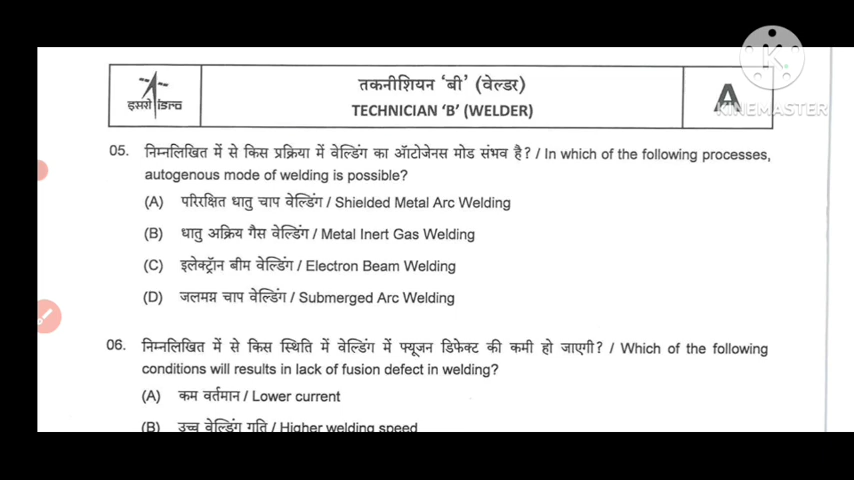 इसरो isro
तकनीशियन ‘बी’ (वेल्डर)
TECHNICIAN ‘B’ (WELDER)
A
KINEMASTER
05. निम्नलिखित में से किस प्रक्रिया में वेल्डिंग का ऑटोजेनस मोड संभव है? / In which of the following processes,
autogenous mode of welding is possible?
(A) परिरक्षित धातु चाप वेल्डिंग / Shielded Metal Arc Welding
(B) धातु अक्रिय गैस वेल्डिंग / Metal Inert Gas Welding
(C) इलेक्ट्रॉन बीम वेल्डिंग / Electron Beam Welding
(D) जलमग्न चाप वेल्डिंग / Submerged Arc Welding
06. निम्नलिखित में से किस स्थिति में वेल्डिंग में फ्यूजन डिफेक्ट की कमी हो जाएगी? / Which of the following
conditions will results in lack of fusion defect in welding?
(A) कम वर्तमान / Lower current
(B) उच्च वेल्डिंग गति / Higher welding speed